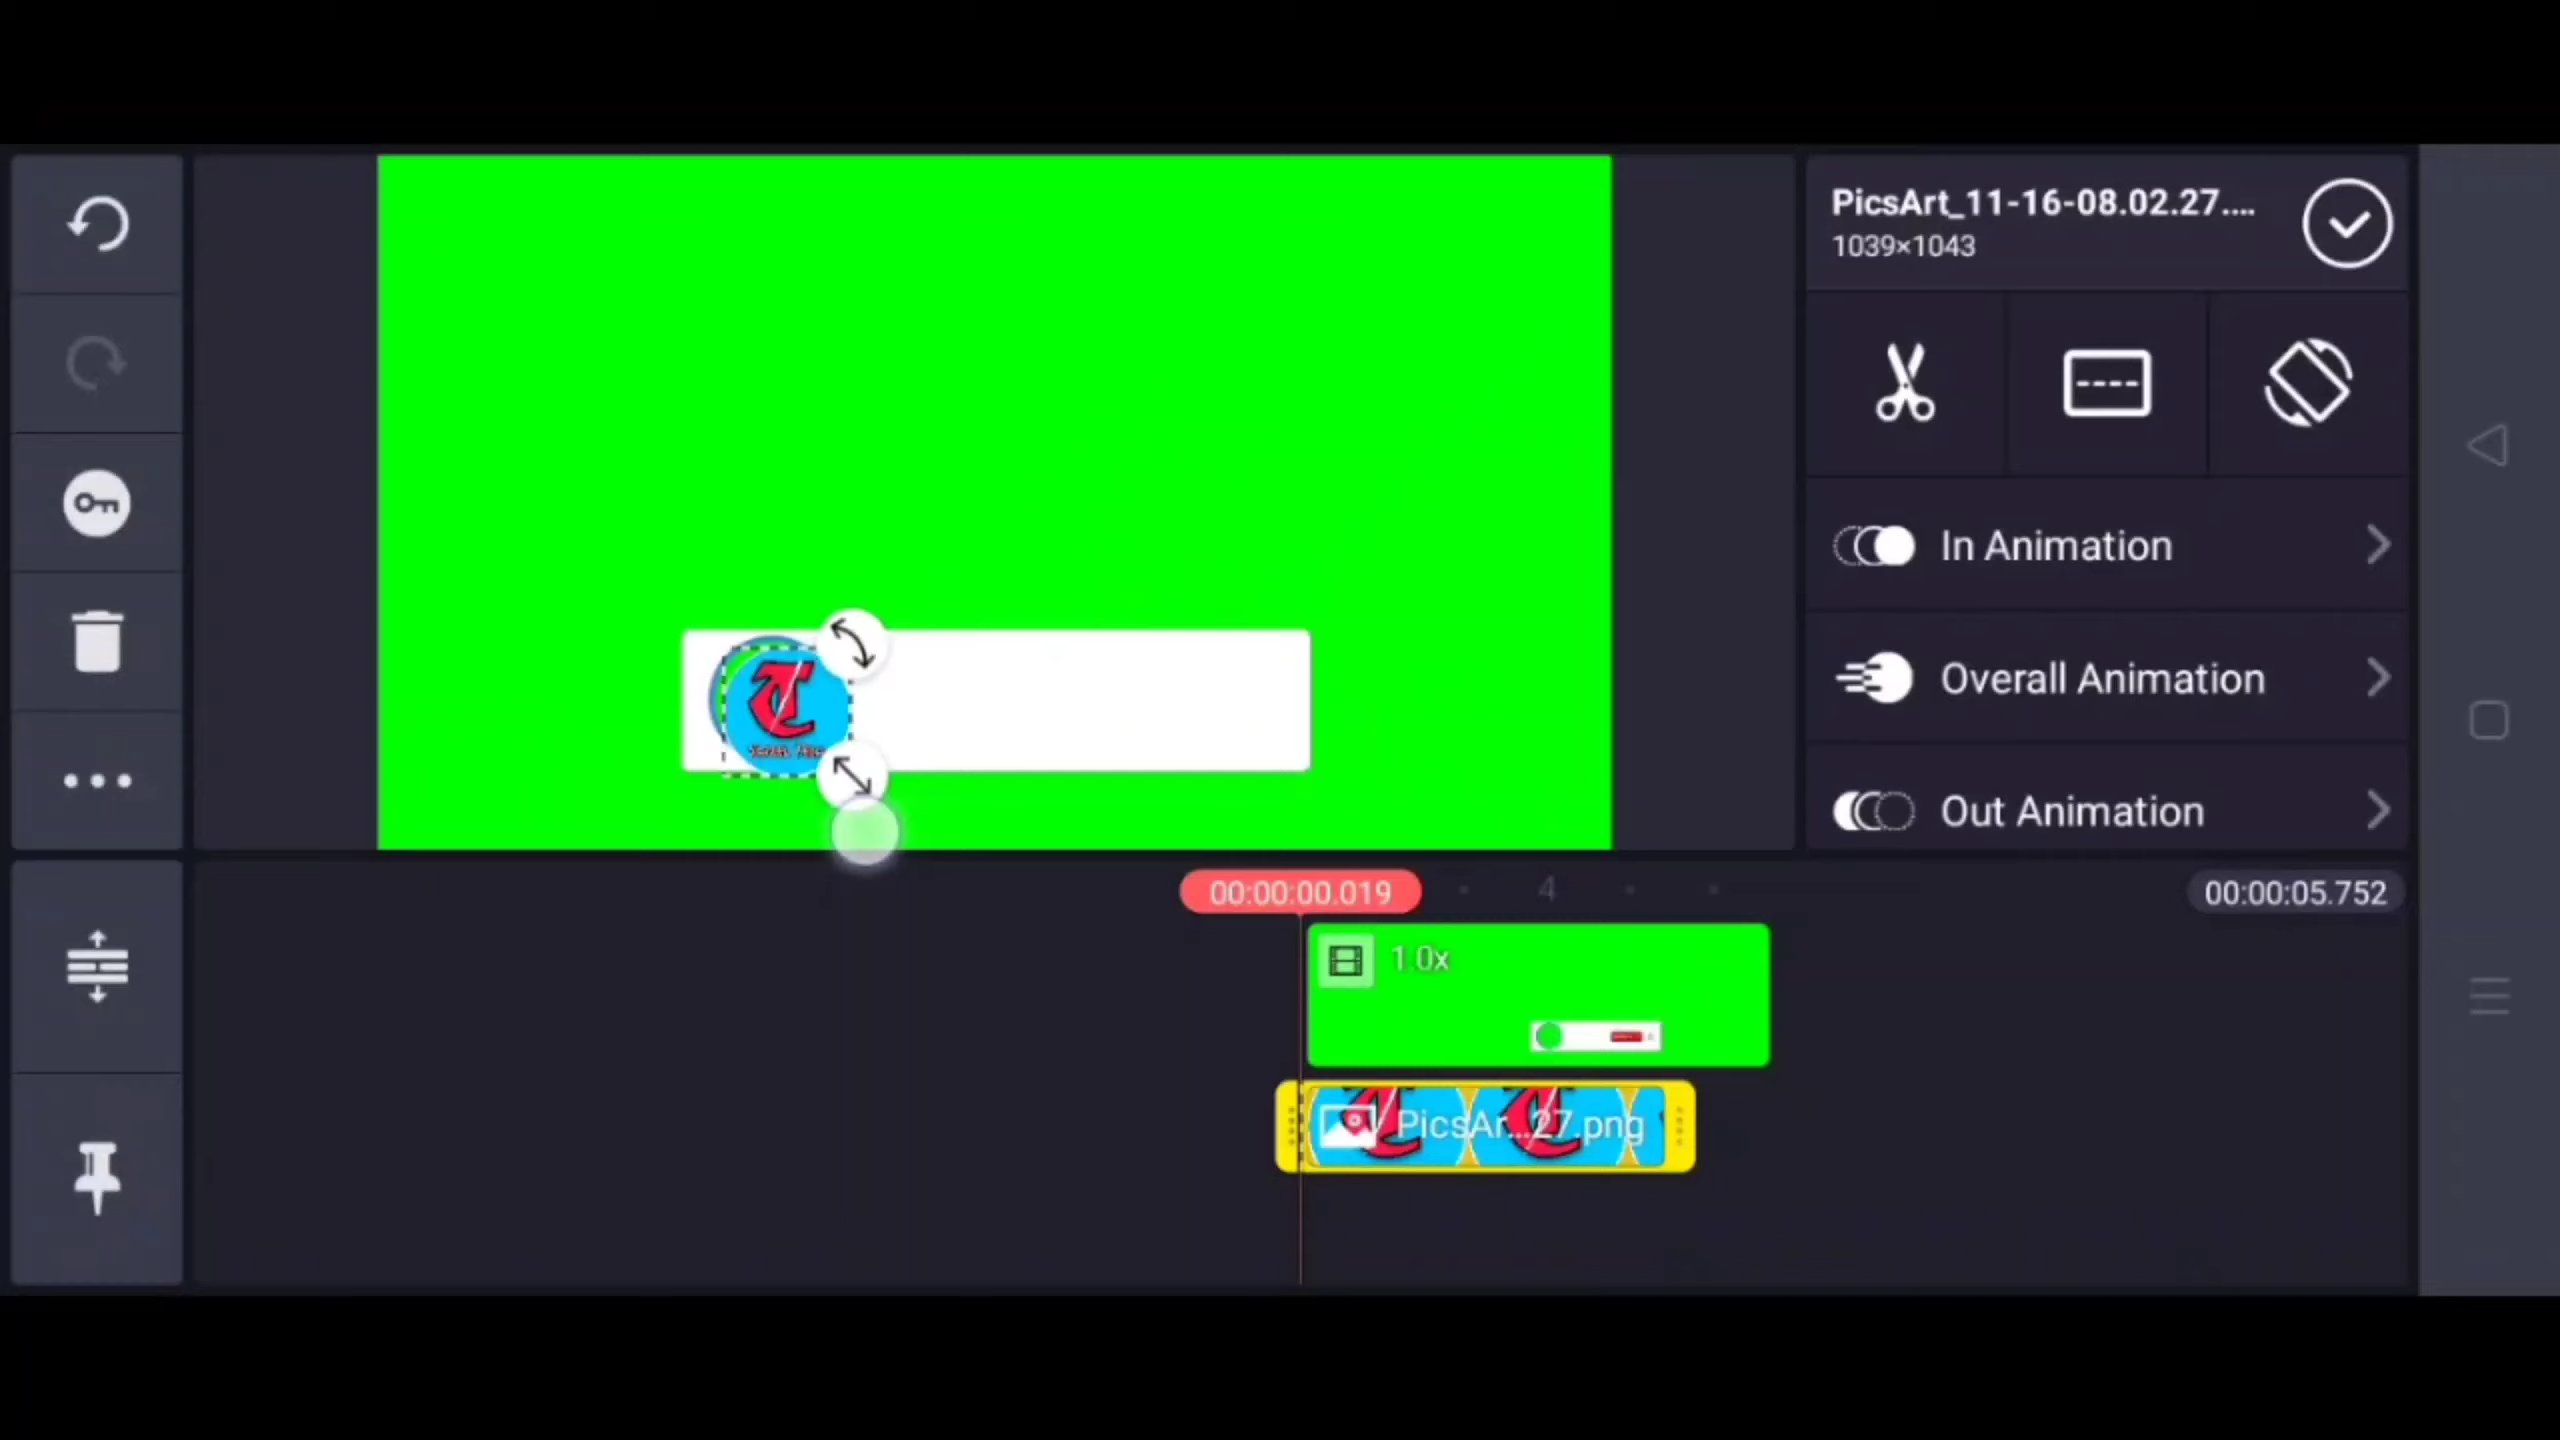 PicsArt_11-16-08.02.27....
1039×1043
In Animation
Overall Animation
Out Animation
00:00:00.019
4
00:00:05.752
1.0x
PicsAr...27.png